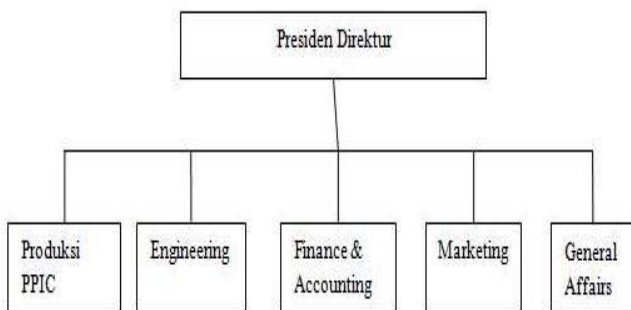 Presiden Direktur
Produksi
PPIC
Engineering
Finance &
Accounting
Marketing
General
Affairs